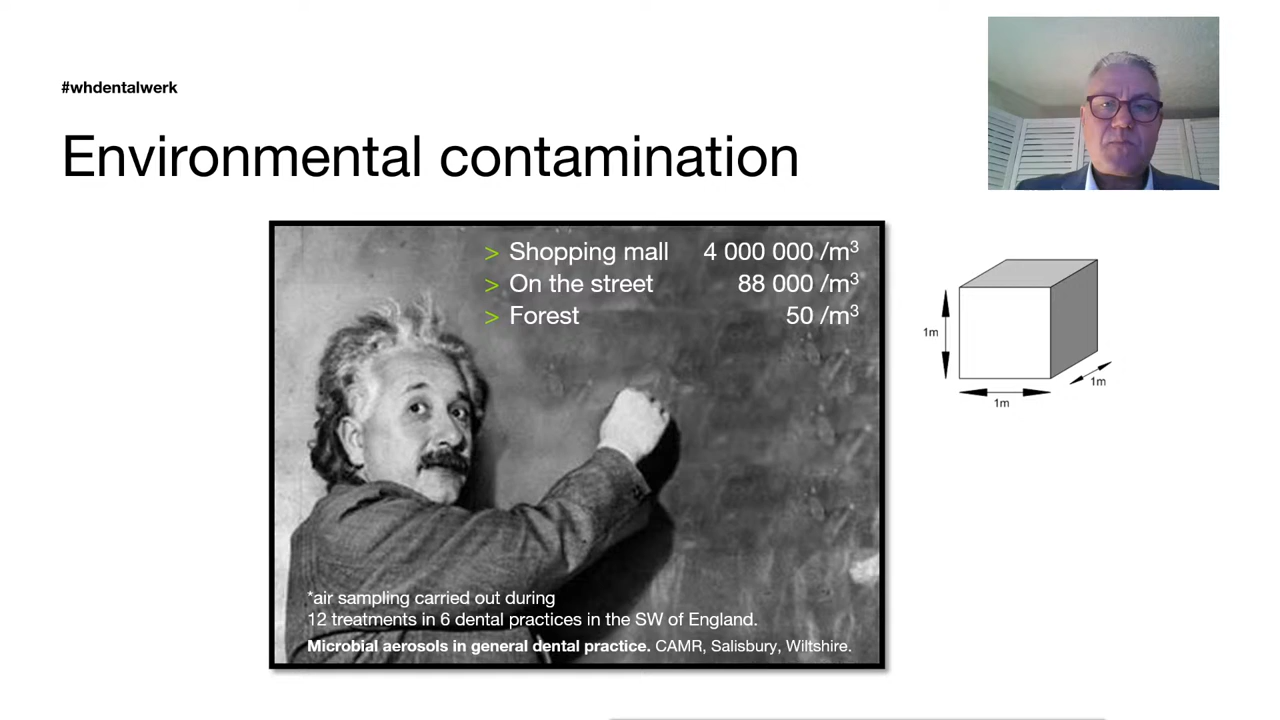 #whdentalwerk
Environmental contamination
> Shopping mall 4 000 000 /m³
> On the street 88 000 /m³
> Forest 50 /m³
1m
1m
1m
*air sampling carried out during
12 treatments in 6 dental practices in the SW of England.
Microbial aerosols in general dental practice. CAMR, Salisbury, Wiltshire.